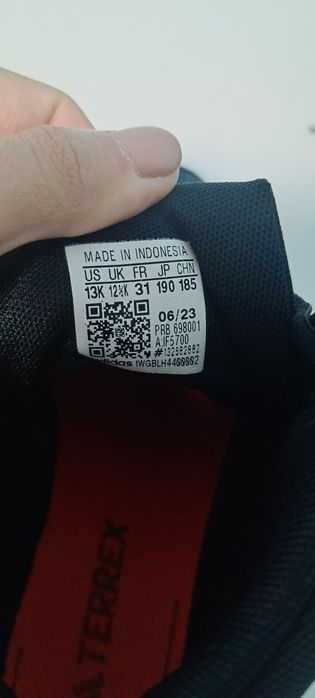 MADE IN INDONESIA
US UK FR JP CHN
13K 12½K 31 190 185
06/23
PRB 698001
A:IF5700
#132582882
adidas
TERREX